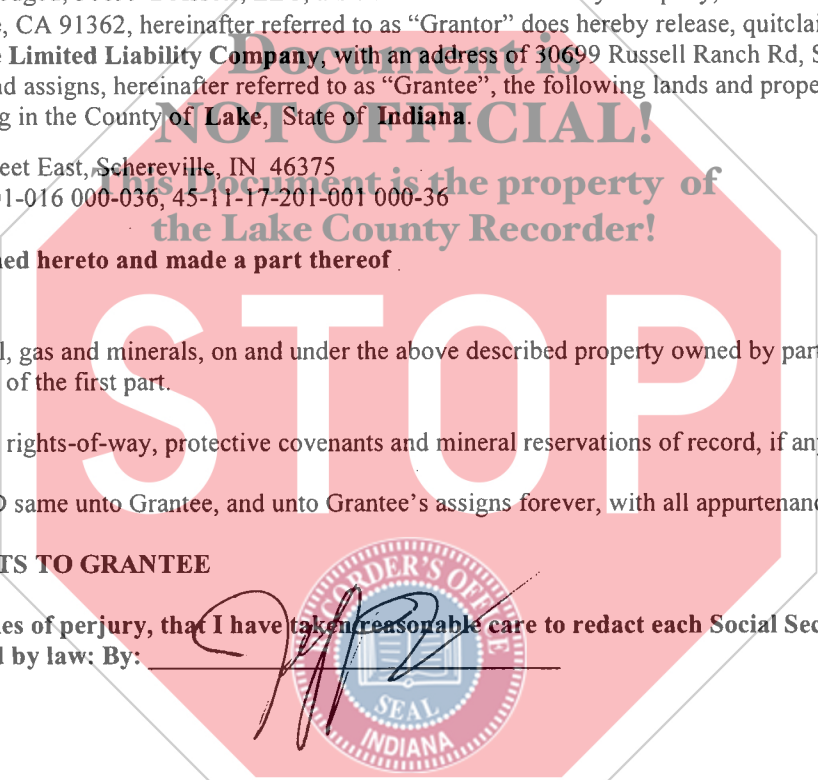 , CA 91362, hereinafter referred to as “Grantor” does hereby release, quitclai
Limited Liability Company, with an address of 30699 Russell Ranch Rd, S
Document is
d assigns, hereinafter referred to as “Grantee”, the following lands and prope
g in the County of Lake, State of Indiana.
NOT OFFICIAL!
eet East, Schereville, IN 46375
This Document is the property of
1-016 000-036, 45-11-17-201-001 000-36
the Lake County Recorder!
ed hereto and made a part thereof
STOP
l, gas and minerals, on and under the above described property owned by part
of the first part.
rights-of-way, protective covenants and mineral reservations of record, if any
same unto Grantee, and unto Grantee’s assigns forever, with all appurtenanc
TS TO GRANTEE
es of perjury, that I have taken reasonable care to redact each Social Sec
d by law: By:
RECORDER'S OFFICE
SEAL
INDIANA